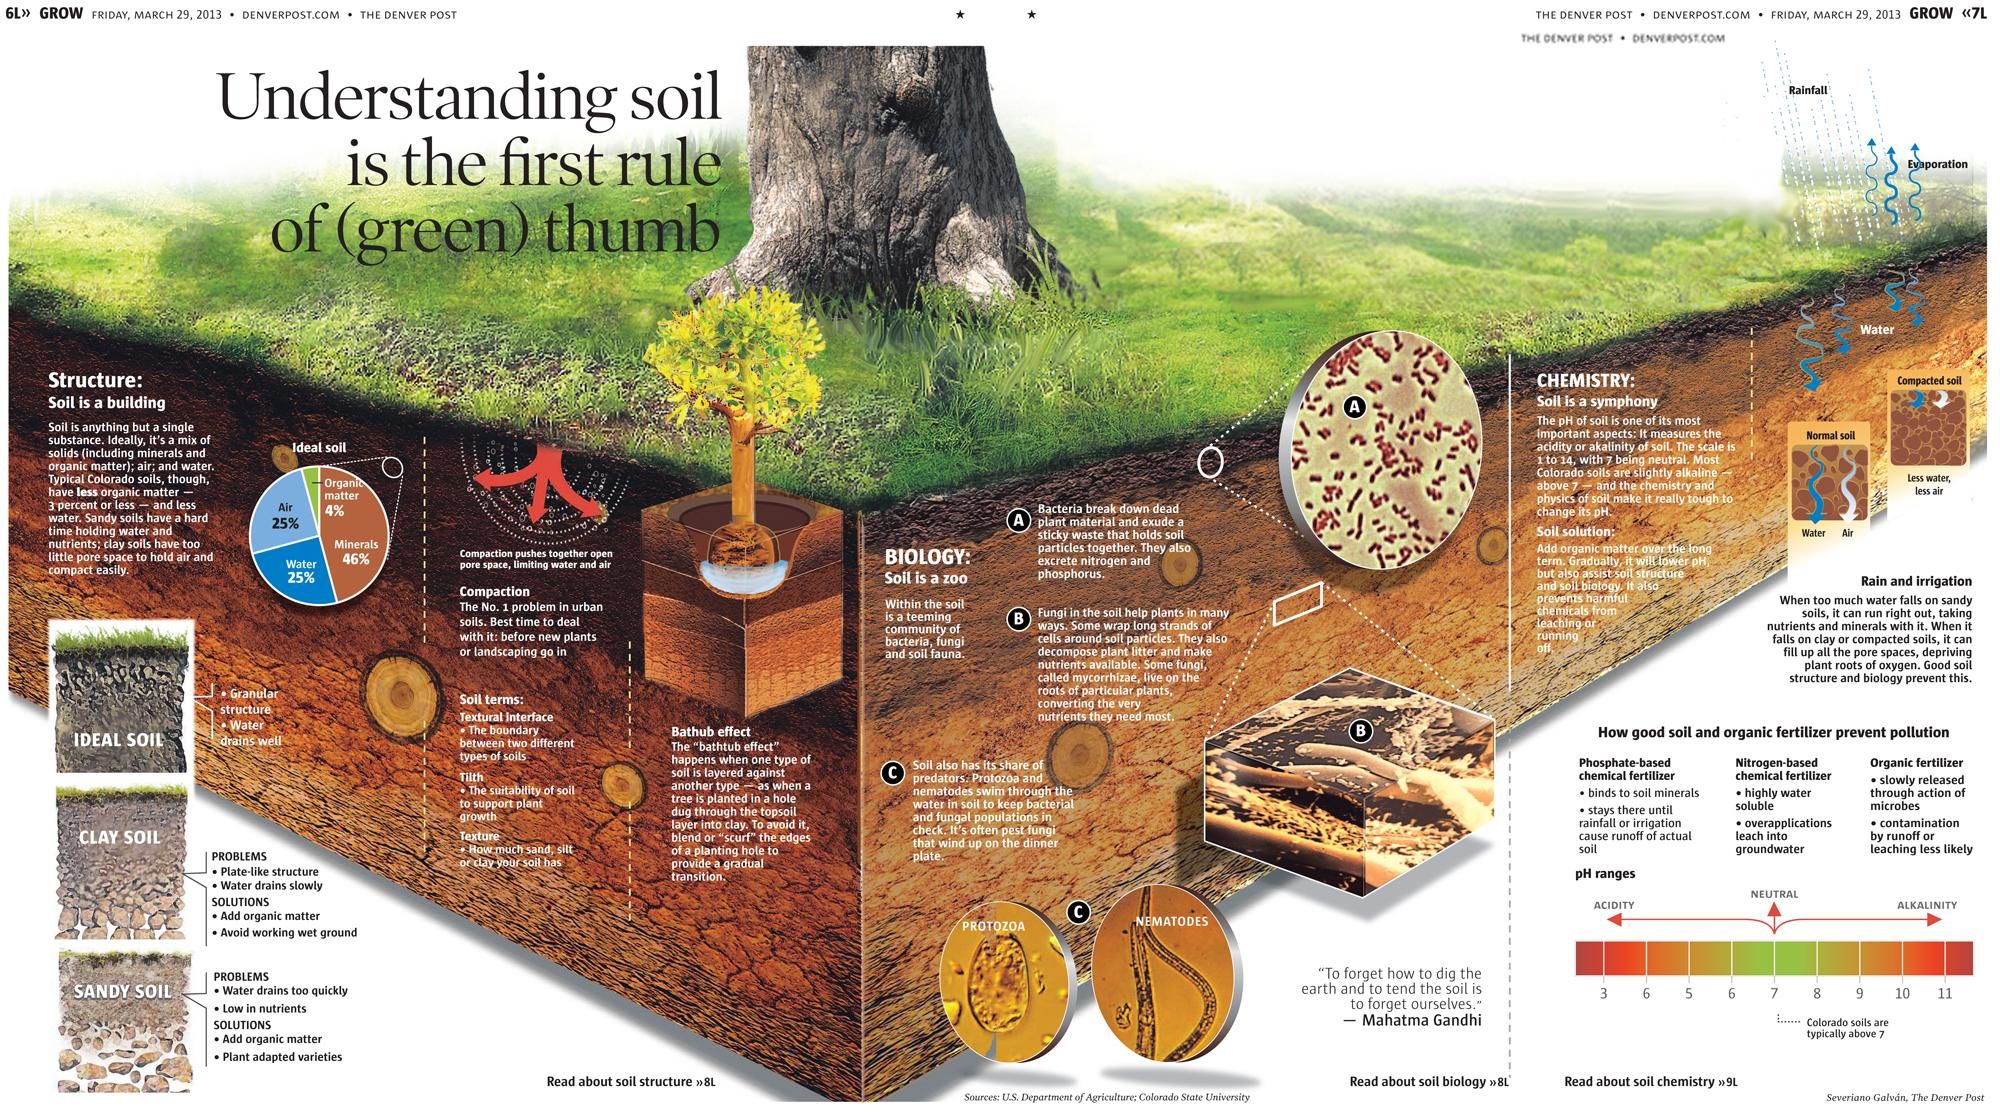 6L» GROW FRIDAY, MARCH 29, 2013 • DENVERPOST.COM • THE DENVER POST
THE DENVER POST • DENVERPOST.COM • FRIDAY, MARCH 29, 2013 GROW «7L
THE DENVER POST • DENVERPOST.COM
Understanding soil
is the first rule
of (green) thumb
Rainfall
Evaporation
Water
Structure:
Soil is a building
Soil is anything but a single
substance. Ideally, it's a mix of
solids (including minerals and
organic matter); air; and water.
Typical Colorado soils, though,
have less organic matter —
3 percent or less — and less
water. Sandy soils have a hard
time holding water and
nutrients; clay soils have too
little pore space to hold air and
compact easily.
Ideal soil
Organic
matter
4%
Air
25%
Minerals
46%
Water
25%
IDEAL SOIL
• Granular
structure
• Water
drains well
CLAY SOIL
PROBLEMS
• Plate-like structure
• Water drains slowly
SOLUTIONS
• Add organic matter
• Avoid working wet ground
SANDY SOIL
PROBLEMS
• Water drains too quickly
• Low in nutrients
SOLUTIONS
• Add organic matter
• Plant adapted varieties
Compaction pushes together open
pore space, limiting water and air
Compaction
The No. 1 problem in urban
soils. Best time to deal
with it: before new plants
or landscaping go in
Soil terms:
Textural Interface
• The boundary
between two different
types of soils
Tilth
• The suitability of soil
to support plant
growth
Texture
• How much sand, silt
or clay your soil has
Bathub effect
The "bathtub effect"
happens when one type of
soil is layered against
another type — as when a
tree is planted in a hole
dug through the topsoil
layer into clay. To avoid it,
blend or "scurf" the edges
of a planting hole to
provide a gradual
transition.
Read about soil structure »8L
BIOLOGY:
Soil is a zoo
Within the soil
is a teeming
community of
bacteria, fungi
and soil fauna.
A
Bacteria break down dead
plant material and exude a
sticky waste that holds soil
particles together. They also
excrete nitrogen and
phosphorus.
B
Fungi in the soil help plants in many
ways. Some wrap long strands of
cells around soil particles. They also
decompose plant litter and make
nutrients available. Some fungi,
called mycorrhizae, live on the
roots of particular plants,
converting the very
nutrients they need most.
C
Soil also has its share of
predators. Protozoa and
nematodes swim through the
water in soil to keep bacterial
and fungal populations in
check. It's often pest fungi
that wind up on the dinner
plate.
A
B
C
PROTOZOA
NEMATODES
"To forget how to dig the
earth and to tend the soil is
to forget ourselves."
— Mahatma Gandhi
Read about soil biology »8L
Sources: U.S. Department of Agriculture; Colorado State University
CHEMISTRY:
Soil is a symphony
The pH of soil is one of its most
important aspects: It measures the
acidity or akalinity of soil. The scale is
1 to 14, with 7 being neutral. Most
Colorado soils are slightly alkaline —
above 7 — and the chemistry and
physics of soil make it really tough to
change its pH.
Soil solution:
Add organic matter over the long
term. Gradually, it will lower pH,
but also assist soil structure
and soil biology. It also
prevents harmful
chemicals from
leaching or
running
off.
Compacted soil
Less water,
less air
Normal soil
Water Air
Rain and irrigation
When too much water falls on sandy
soils, it can run right out, taking
nutrients and minerals with it. When it
falls on clay or compacted soils, it can
fill up all the pore spaces, depriving
plant roots of oxygen. Good soil
structure and biology prevent this.
How good soil and organic fertilizer prevent pollution
Phosphate-based
chemical fertilizer
• binds to soil minerals
• stays there until
rainfall or irrigation
cause runoff of actual
soil
Nitrogen-based
chemical fertilizer
• highly water
soluble
• overapplications
leach into
groundwater
Organic fertilizer
• slowly released
through action of
microbes
• contamination
by runoff or
leaching less likely
pH ranges
ACIDITY NEUTRAL ALKALINITY
3 6 5 6 7 8 9 10 11
Colorado soils are
typically above 7
Read about soil chemistry »9L
Severiano Galván, The Denver Post